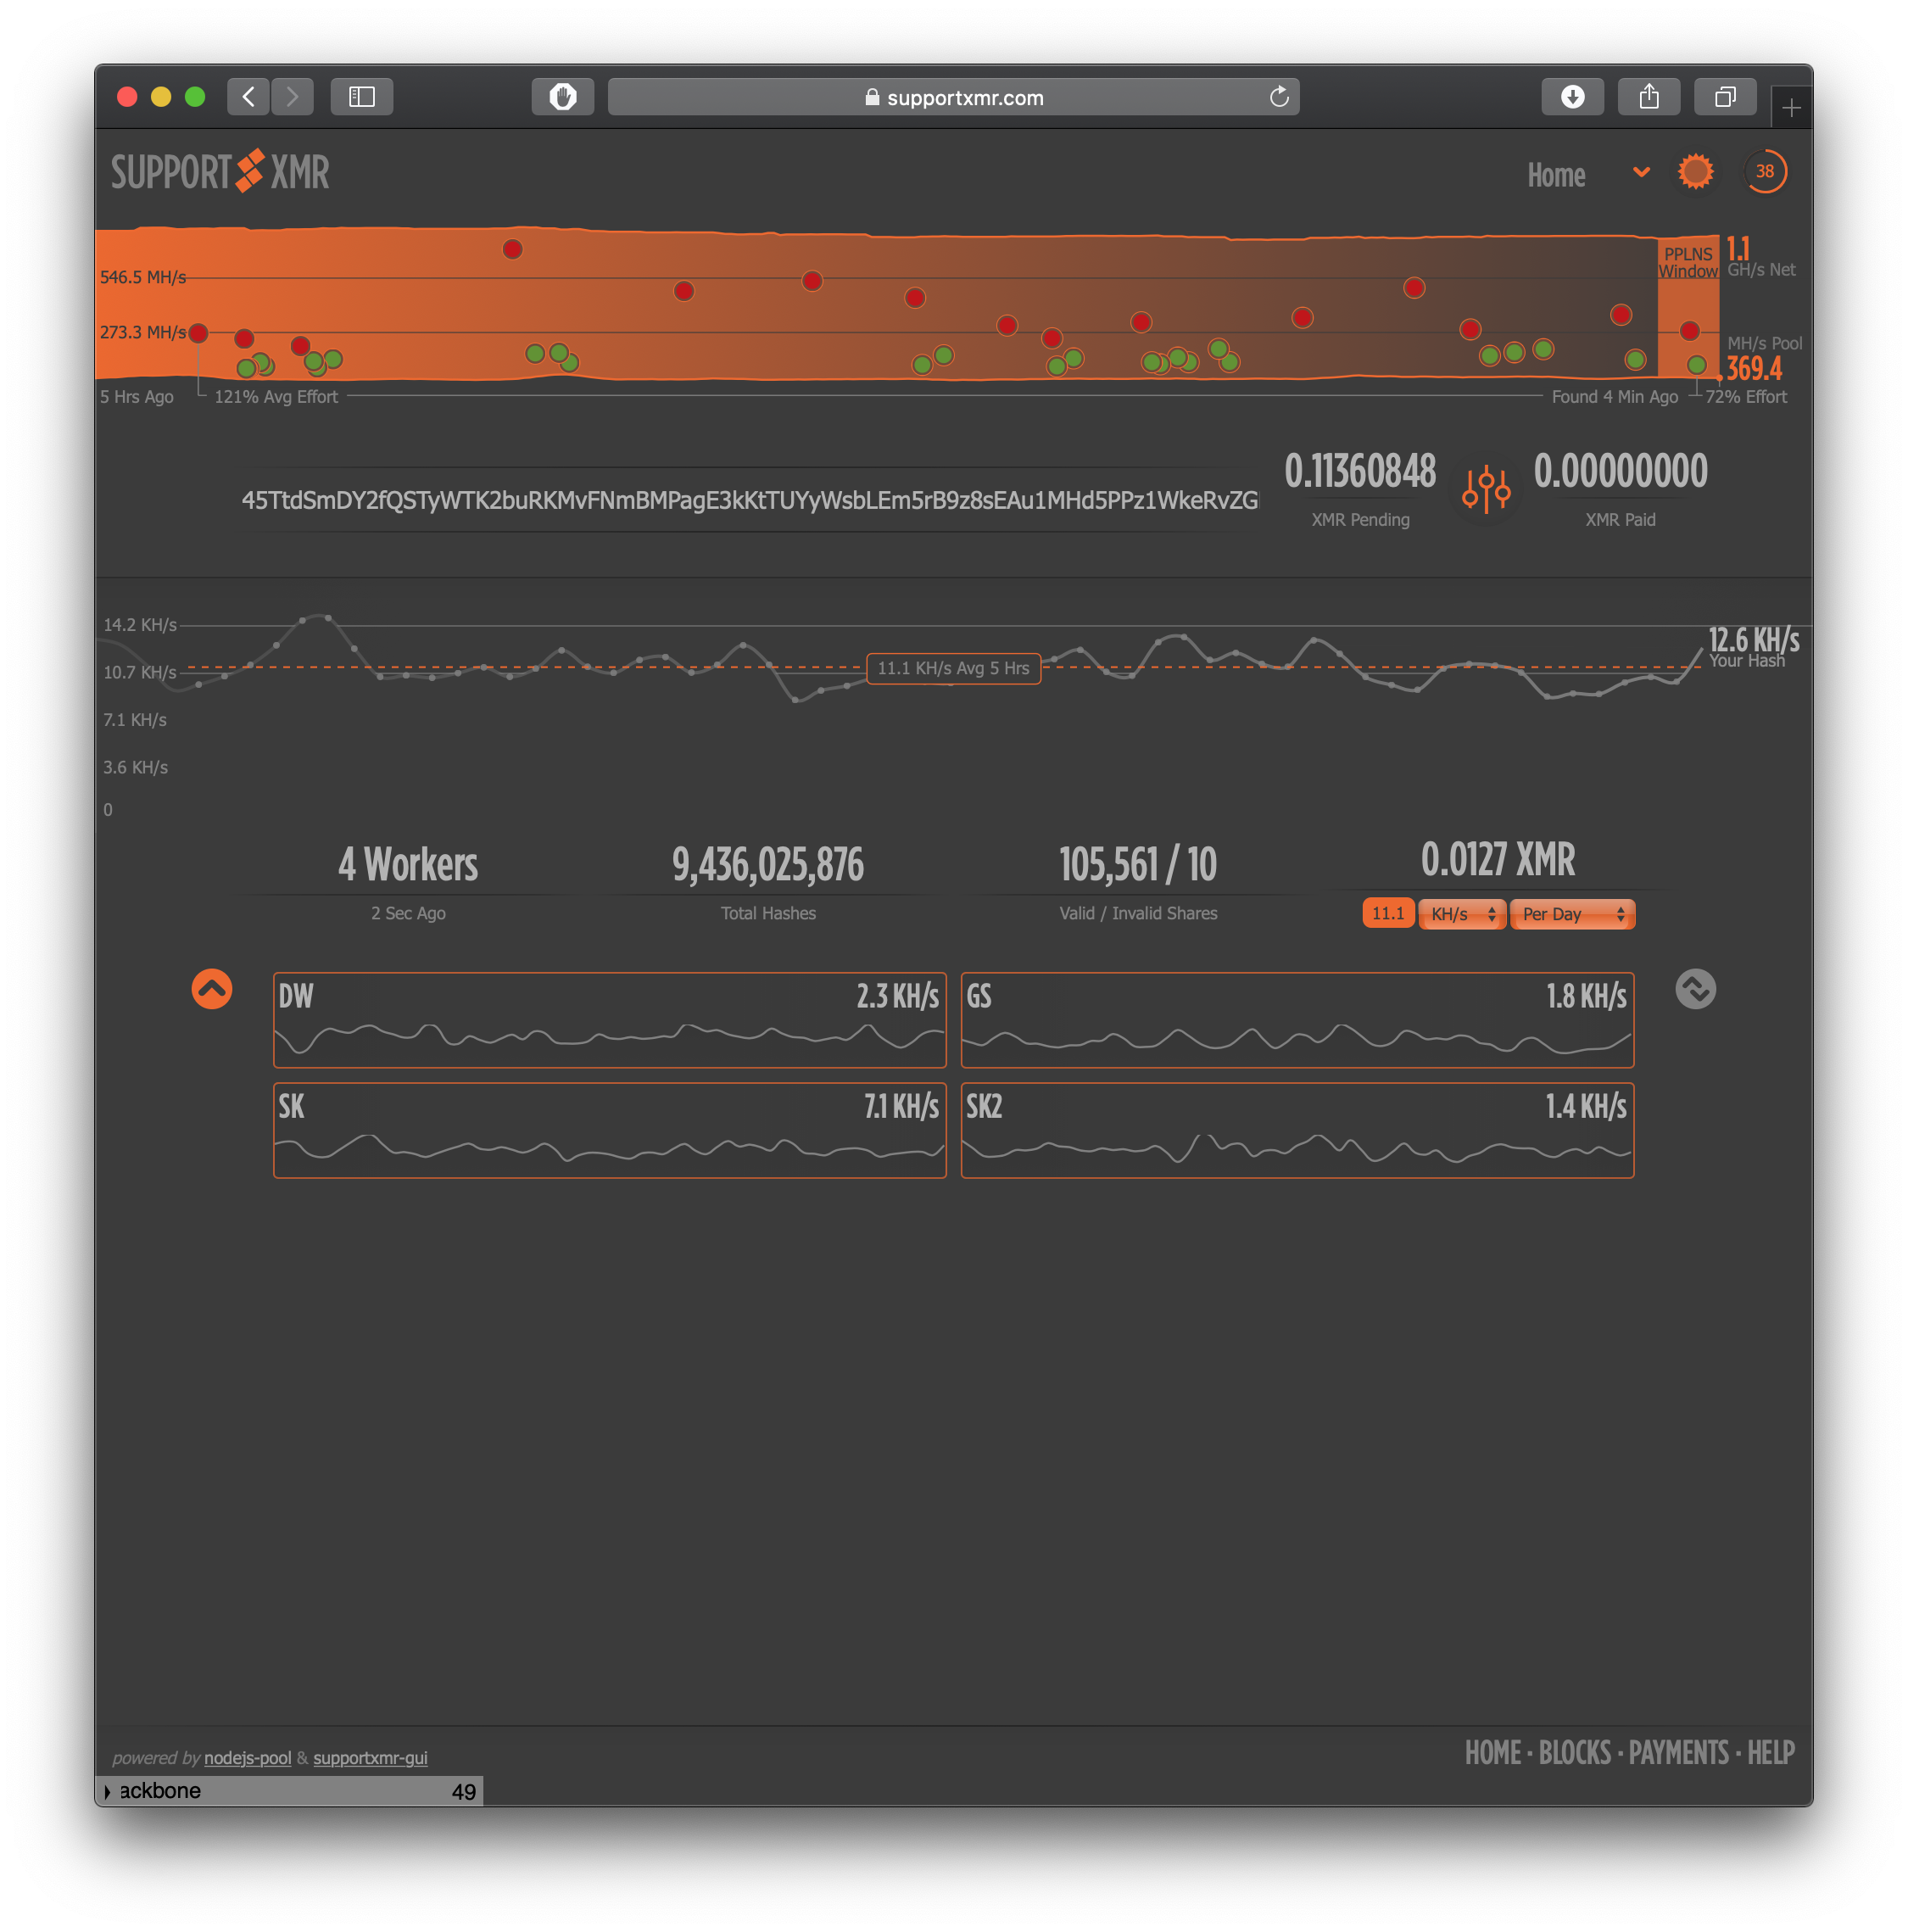 supportxmr.com
SUPPORT XMR
Home
38
546.5 MH/s
273.3 MH/s
PPLNS
Window
1.1
GH/s Net
MH/s Pool
369.4
5 Hrs Ago
121% Avg Effort
Found 4 Min Ago
72% Effort
45TtdSmDY2fQSTyWTK2buRKMvFNmBMPagE3kKtTUYyWsbLEm5rB9z8sEAu1MHd5PPz1WkeRvZG
0.11360848
XMR Pending
0.00000000
XMR Paid
14.2 KH/s
10.7 KH/s
7.1 KH/s
3.6 KH/s
0
11.1 KH/s Avg 5 Hrs
12.6 KH/s
Your Hash
4 Workers
2 Sec Ago
9,436,025,876
Total Hashes
105,561 / 10
Valid / Invalid Shares
0.0127 XMR
11.1 KH/s Per Day
DW 2.3 KH/s
GS 1.8 KH/s
SK 7.1 KH/s
SK2 1.4 KH/s
powered by nodejs-pool & supportxmr-gui
HOME · BLOCKS · PAYMENTS · HELP
ackbone 49